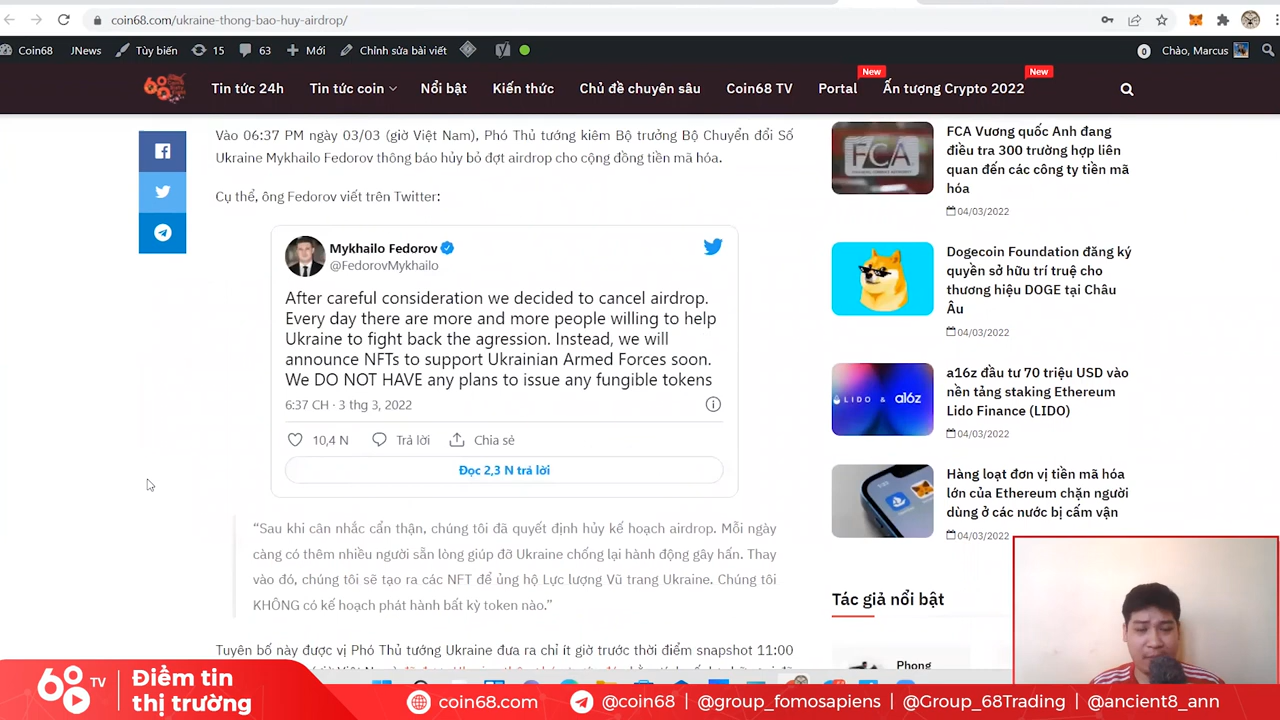 coin68.com/ukraine-thong-bao-huy-airdrop/
Coin68
JNews
Tùy biến
15
63
Mới
Chỉnh sửa bài viết
0
Chào, Marcus
68
Tin tức 24h
Tin tức coin
Nổi bật
Kiến thức
Chủ đề chuyên sâu
Coin68 TV
New
Portal
New
Ấn tượng Crypto 2022
Vào 06:37 PM ngày 03/03 (giờ Việt Nam), Phó Thủ tướng kiêm Bộ trưởng Bộ Chuyển đổi Số
Ukraine Mykhailo Fedorov thông báo hủy bỏ đợt airdrop cho cộng đồng tiền mã hóa.
Cụ thể, ông Fedorov viết trên Twitter:
Mykhailo Fedorov
@FedorovMykhailo
After careful consideration we decided to cancel airdrop.
Every day there are more and more people willing to help
Ukraine to fight back the agression. Instead, we will
announce NFTs to support Ukrainian Armed Forces soon.
We DO NOT HAVE any plans to issue any fungible tokens
6:37 CH · 3 thg 3, 2022
10,4 N
Trả lời
Chia sẻ
Đọc 2,3 N trả lời
“Sau khi cân nhắc cẩn thận, chúng tôi đã quyết định hủy kế hoạch airdrop. Mỗi ngày
càng có thêm nhiều người sẵn lòng giúp đỡ Ukraine chống lại hành động gây hấn. Thay
vào đó, chúng tôi sẽ tạo ra các NFT để ủng hộ Lực lượng Vũ trang Ukraine. Chúng tôi
KHÔNG có kế hoạch phát hành bất kỳ token nào.”
Tuyên bố này được vị Phó Thủ tướng Ukraine đưa ra chỉ ít giờ trước thời điểm snapshot 11:00
FCA
FCA Vương quốc Anh đang
điều tra 300 trường hợp liên
quan đến các công ty tiền mã
hóa
04/03/2022
Dogecoin Foundation đăng ký
quyền sở hữu trí truệ cho
thương hiệu DOGE tại Châu
Âu
04/03/2022
LIDO & a16z
a16z đầu tư 70 triệu USD vào
nền tảng staking Ethereum
Lido Finance (LIDO)
04/03/2022
Hàng loạt đơn vị tiền mã hóa
lớn của Ethereum chặn người
dùng ở các nước bị cấm vận
04/03/2022
Tác giả nổi bật
Phong
68 TV
Điểm tin
thị trường
coin68.com
@coin68
@group_fomosapiens
@Group_68Trading
@ancient8_ann